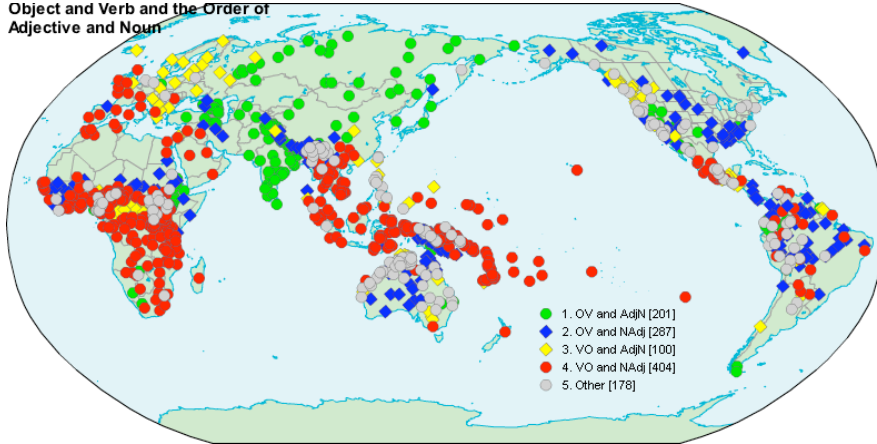 Object and Verb and the Order of
Adjective and Noun
1. OV and AdjN [201]
2. OV and NAdj [287]
3. VO and AdjN [100]
4. VO and NAdj [404]
5. Other [178]